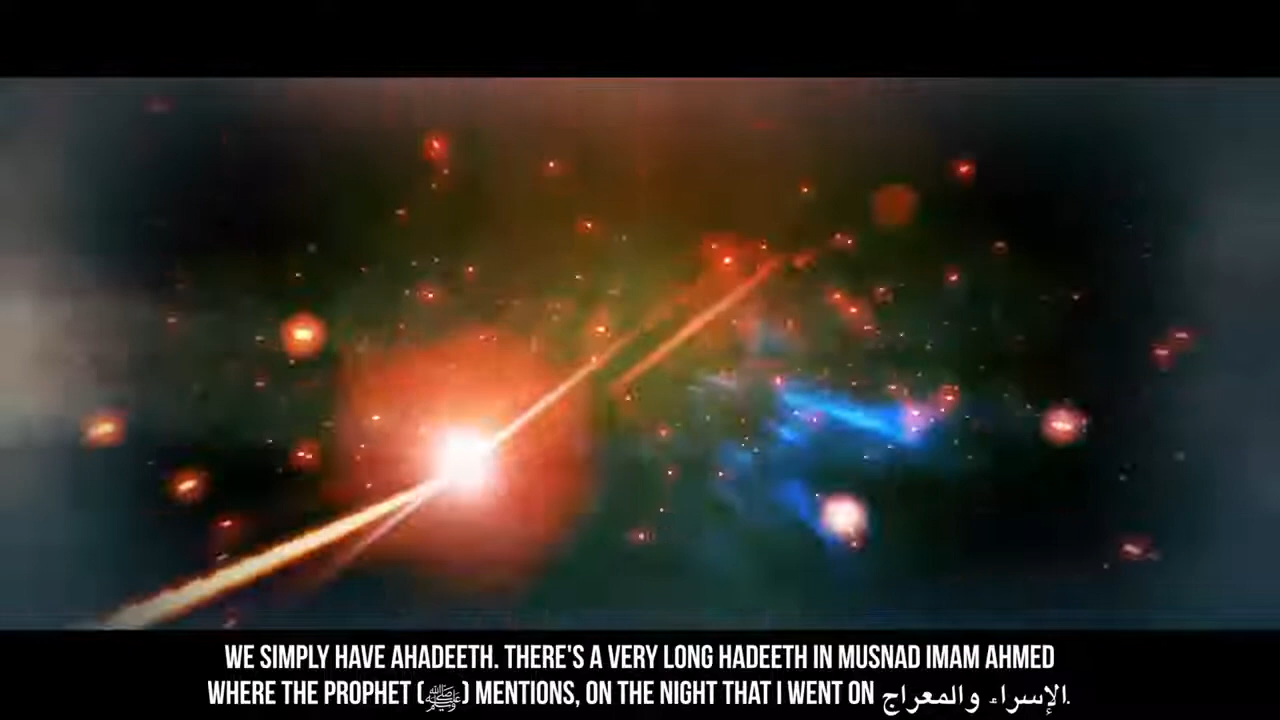 WE SIMPLY HAVE AHADEETH. THERE'S A VERY LONG HADEETH IN MUSNAD IMAM AHMED
WHERE THE PROPHET (ﷺ) MENTIONS, ON THE NIGHT THAT I WENT ON الإسراء والمعراج.